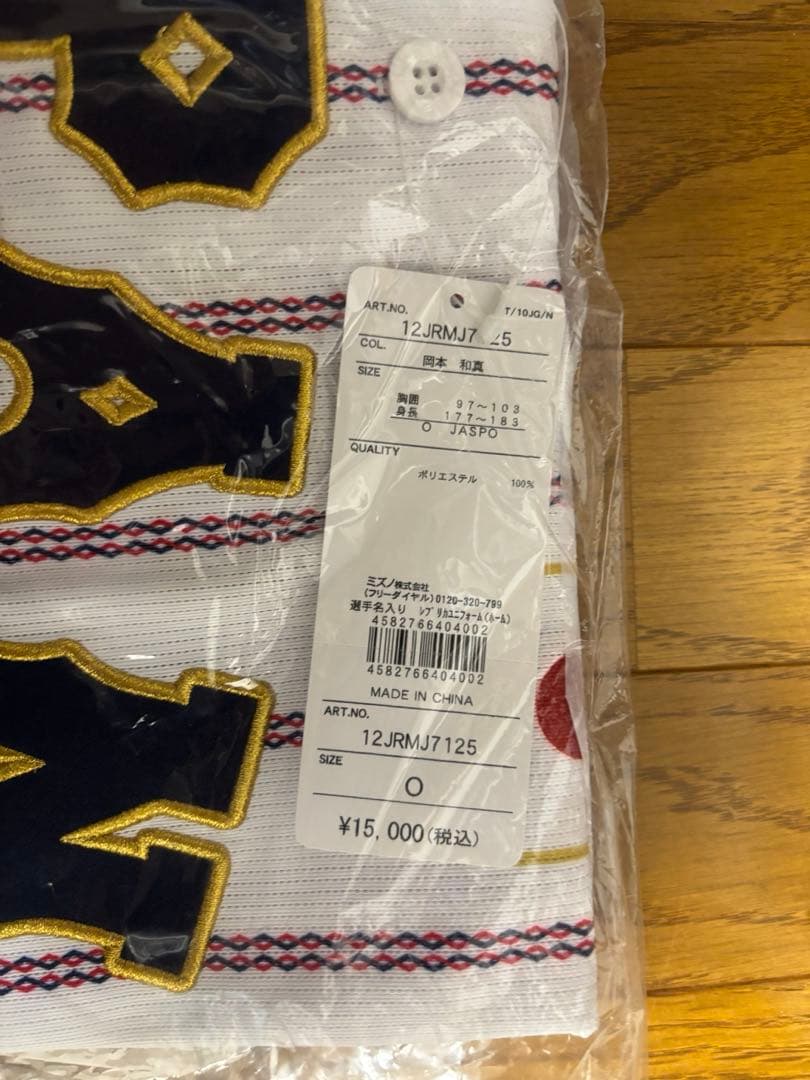 ART.NO.
T/10JG/N
12JRMJ7 25
COL.
岡本 和真
SIZE
胸囲 97～103
身長 177～183
O JASPO
QUALITY
ポリエステル 100%
ミズノ株式会社
(フリーダイヤル)0120-320-799
選手名入り レプリカユニフォーム(ホーム)
4582766404002
4582766404002
MADE IN CHINA
ART.NO.
12JRMJ7125
SIZE
O
¥15,000(税込)